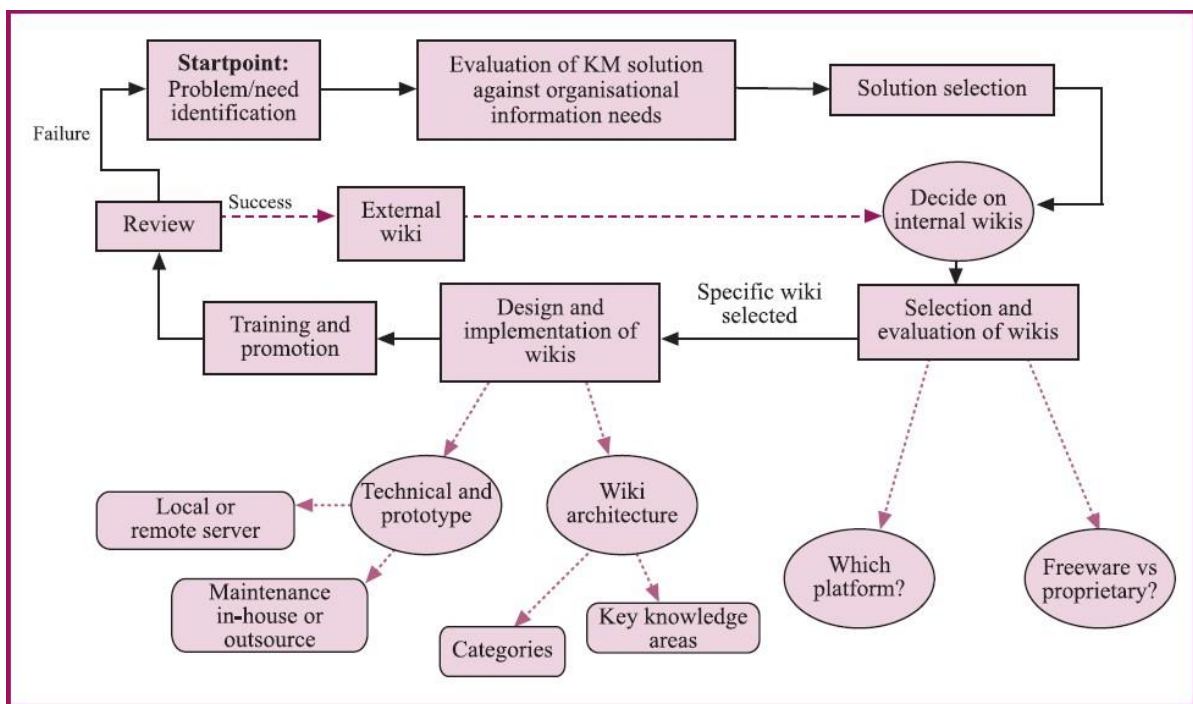 Startpoint:
Problem/need
identification
Evaluation of KM solution
against organisational
information needs
Solution selection
Failure
Success
Review
External
wiki
Decide on
internal wikis
Training and
promotion
Design and
implementation of
wikis
Specific wiki
selected
Selection and
evaluation of wikis
Local or
remote server
Technical and
prototype
Wiki
architecture
Which
platform?
Freeware vs
proprietary?
Maintenance
in-house or
outsource
Categories
Key knowledge
areas